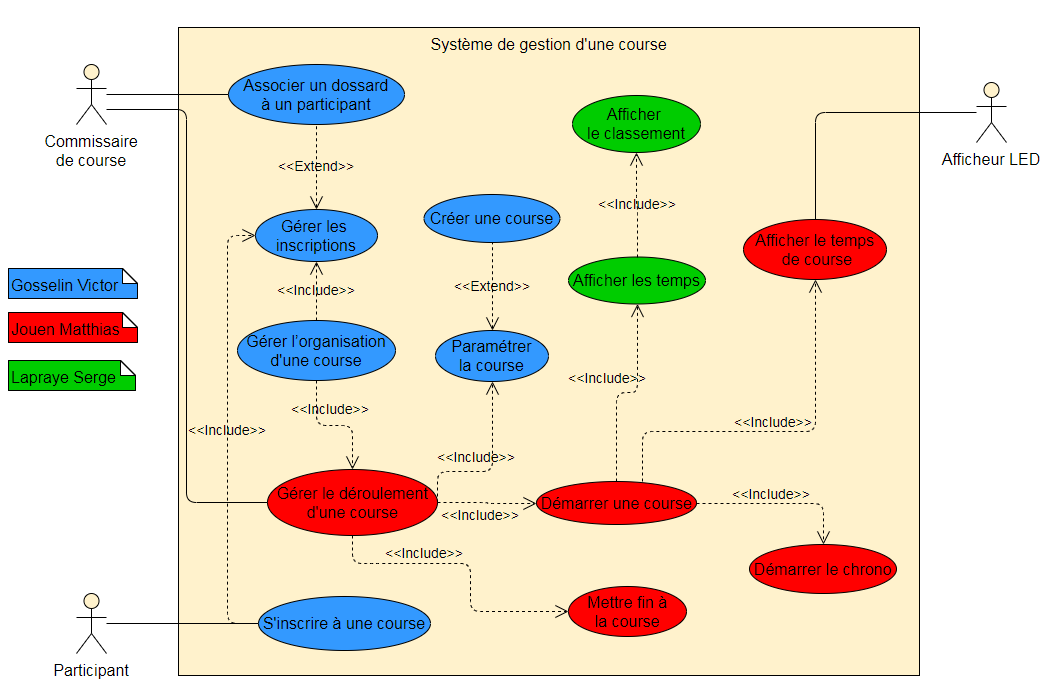 Système de gestion d'une course
Commissaire
de course
Associer un dossard
à un participant
Afficher
le classement
Afficheur LED
<<Extend>>
<<Include>>
Gérer les
inscriptions
Créer une course
Afficher le temps
de course
Gosselin Victor
<<Include>>
<<Extend>>
Afficher les temps
Jouen Matthias
Gérer l'organisation
d'une course
Paramétrer
la course
Lapraye Serge
<<Include>>
<<Include>>
<<Include>>
<<Include>>
<<Include>>
Gérer le déroulement
d'une course
<<Include>>
Démarrer une course
<<Include>>
<<Include>>
Démarrer le chrono
Mettre fin à
la course
S'inscrire à une course
Participant